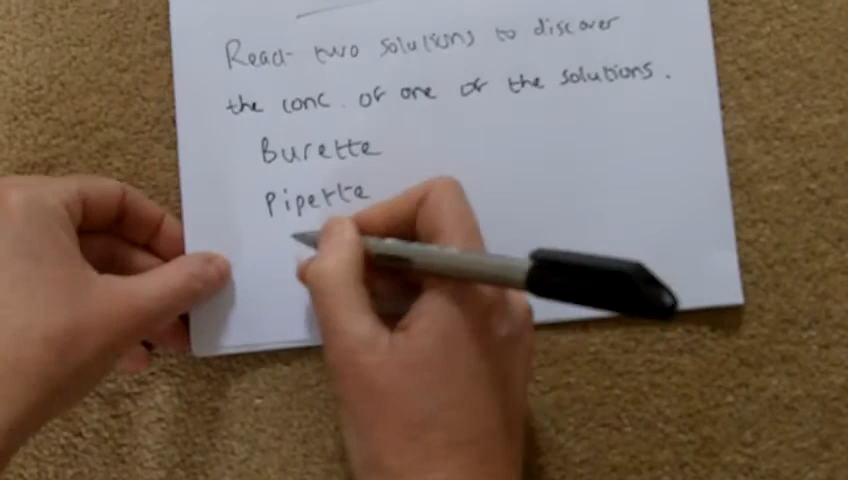 React two solutions to discover
the conc. of one of the solutions.
Burette
Pipette